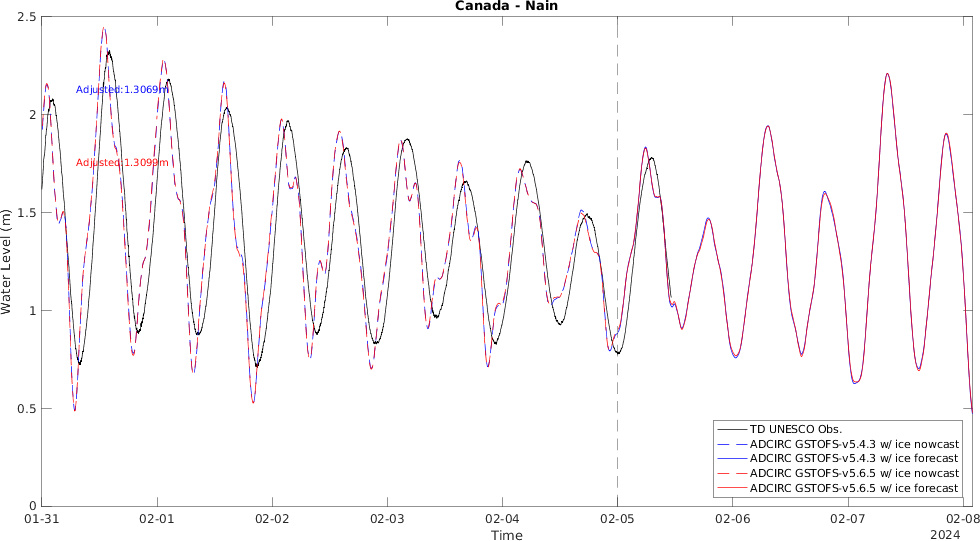 Canada - Nain
Water Level (m)
2.5
2
1.5
1
0.5
0
Adjusted:1.3069m
Adjusted:1.3099m
TD UNESCO Obs.
ADCIRC GSTOFS-v5.4.3 w/ ice nowcast
ADCIRC GSTOFS-v5.4.3 w/ ice forecast
ADCIRC GSTOFS-v5.6.5 w/ ice nowcast
ADCIRC GSTOFS-v5.6.5 w/ ice forecast
01-31 02-01 02-02 02-03 02-04 02-05 02-06 02-07 02-08
Time
2024